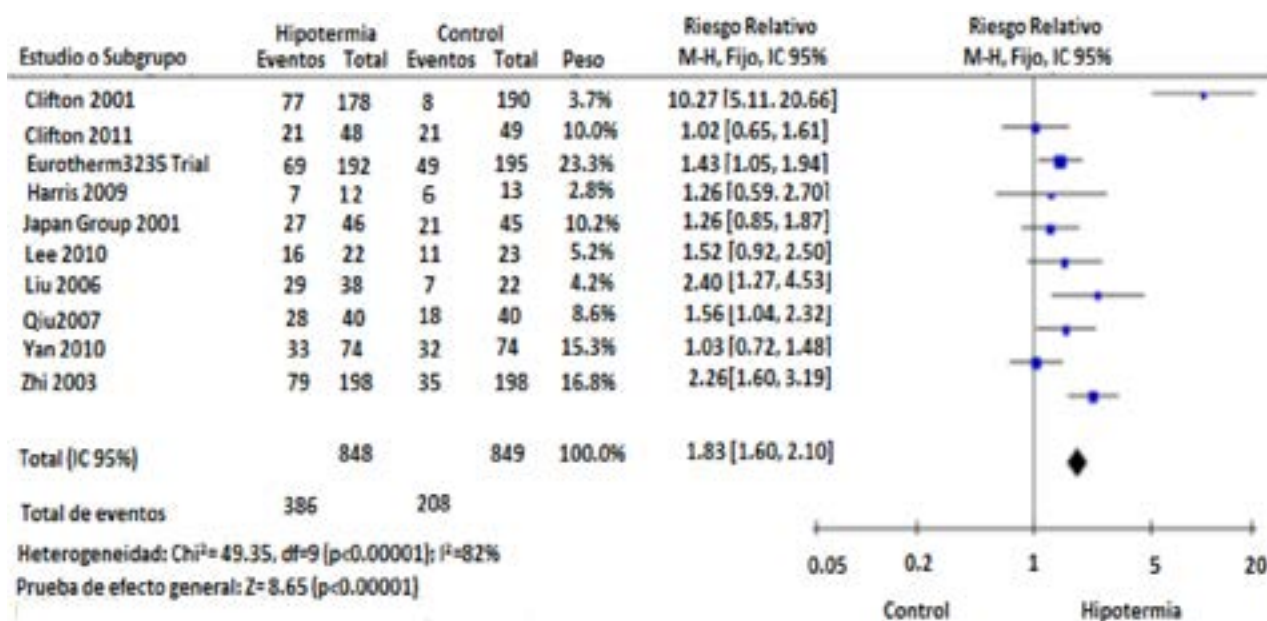 Hipotermia Control Riesgo Relativo Riesgo Relativo
Estudio o Subgrupo Eventos Total Eventos Total Peso M-H, Fijo, IC 95% M-H, Fijo, IC 95%
Clifton 2001 77 178 8 190 3.7% 10.27 [5.11. 20.66]
Clifton 2011 21 48 21 49 10.0% 1.02 [0.65, 1.61]
Eurotherm3235 Trial 69 192 49 195 23.3% 1.43 [1.05, 1.94]
Harris 2009 7 12 6 13 2.8% 1.26 [0.59. 2.70]
Japan Group 2001 27 46 21 45 10.2% 1.26 [0.85, 1.87]
Lee 2010 16 22 11 23 5.2% 1.52 [0.92, 2.50]
Liu 2006 29 38 7 22 4.2% 2.40 [1.27, 4.53]
Qiu2007 28 40 18 40 8.6% 1.56 [1.04, 2.32]
Yan 2010 33 74 32 74 15.3% 1.03 [0.72, 1.48]
Zhi 2003 79 198 35 198 16.8% 2.26[1.60, 3.19]
Total (IC 95%) 848 849 100.0% 1.83 [1.60, 2.10]
Total de eventos 386 208
Heterogeneidad: Chi²= 49.35, df=9 (p<0.00001); I²=82%
Prueba de efecto general: Z= 8.65 (p<0.00001)
0.05 0.2 1 5 20
Control Hipotermia